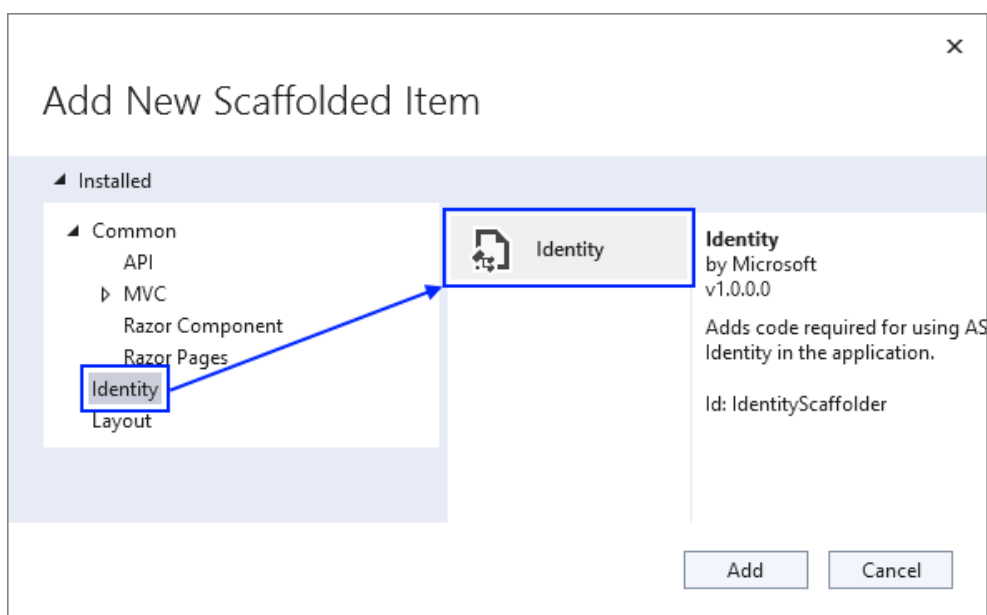 Add New Scaffolded Item
Installed
Common
API
MVC
Razor Component
Razor Pages
Identity
Layout
Identity
Identity
by Microsoft
v1.0.0.0
Adds code required for using AS
Identity in the application.
Id: IdentityScaffolder
Add
Cancel